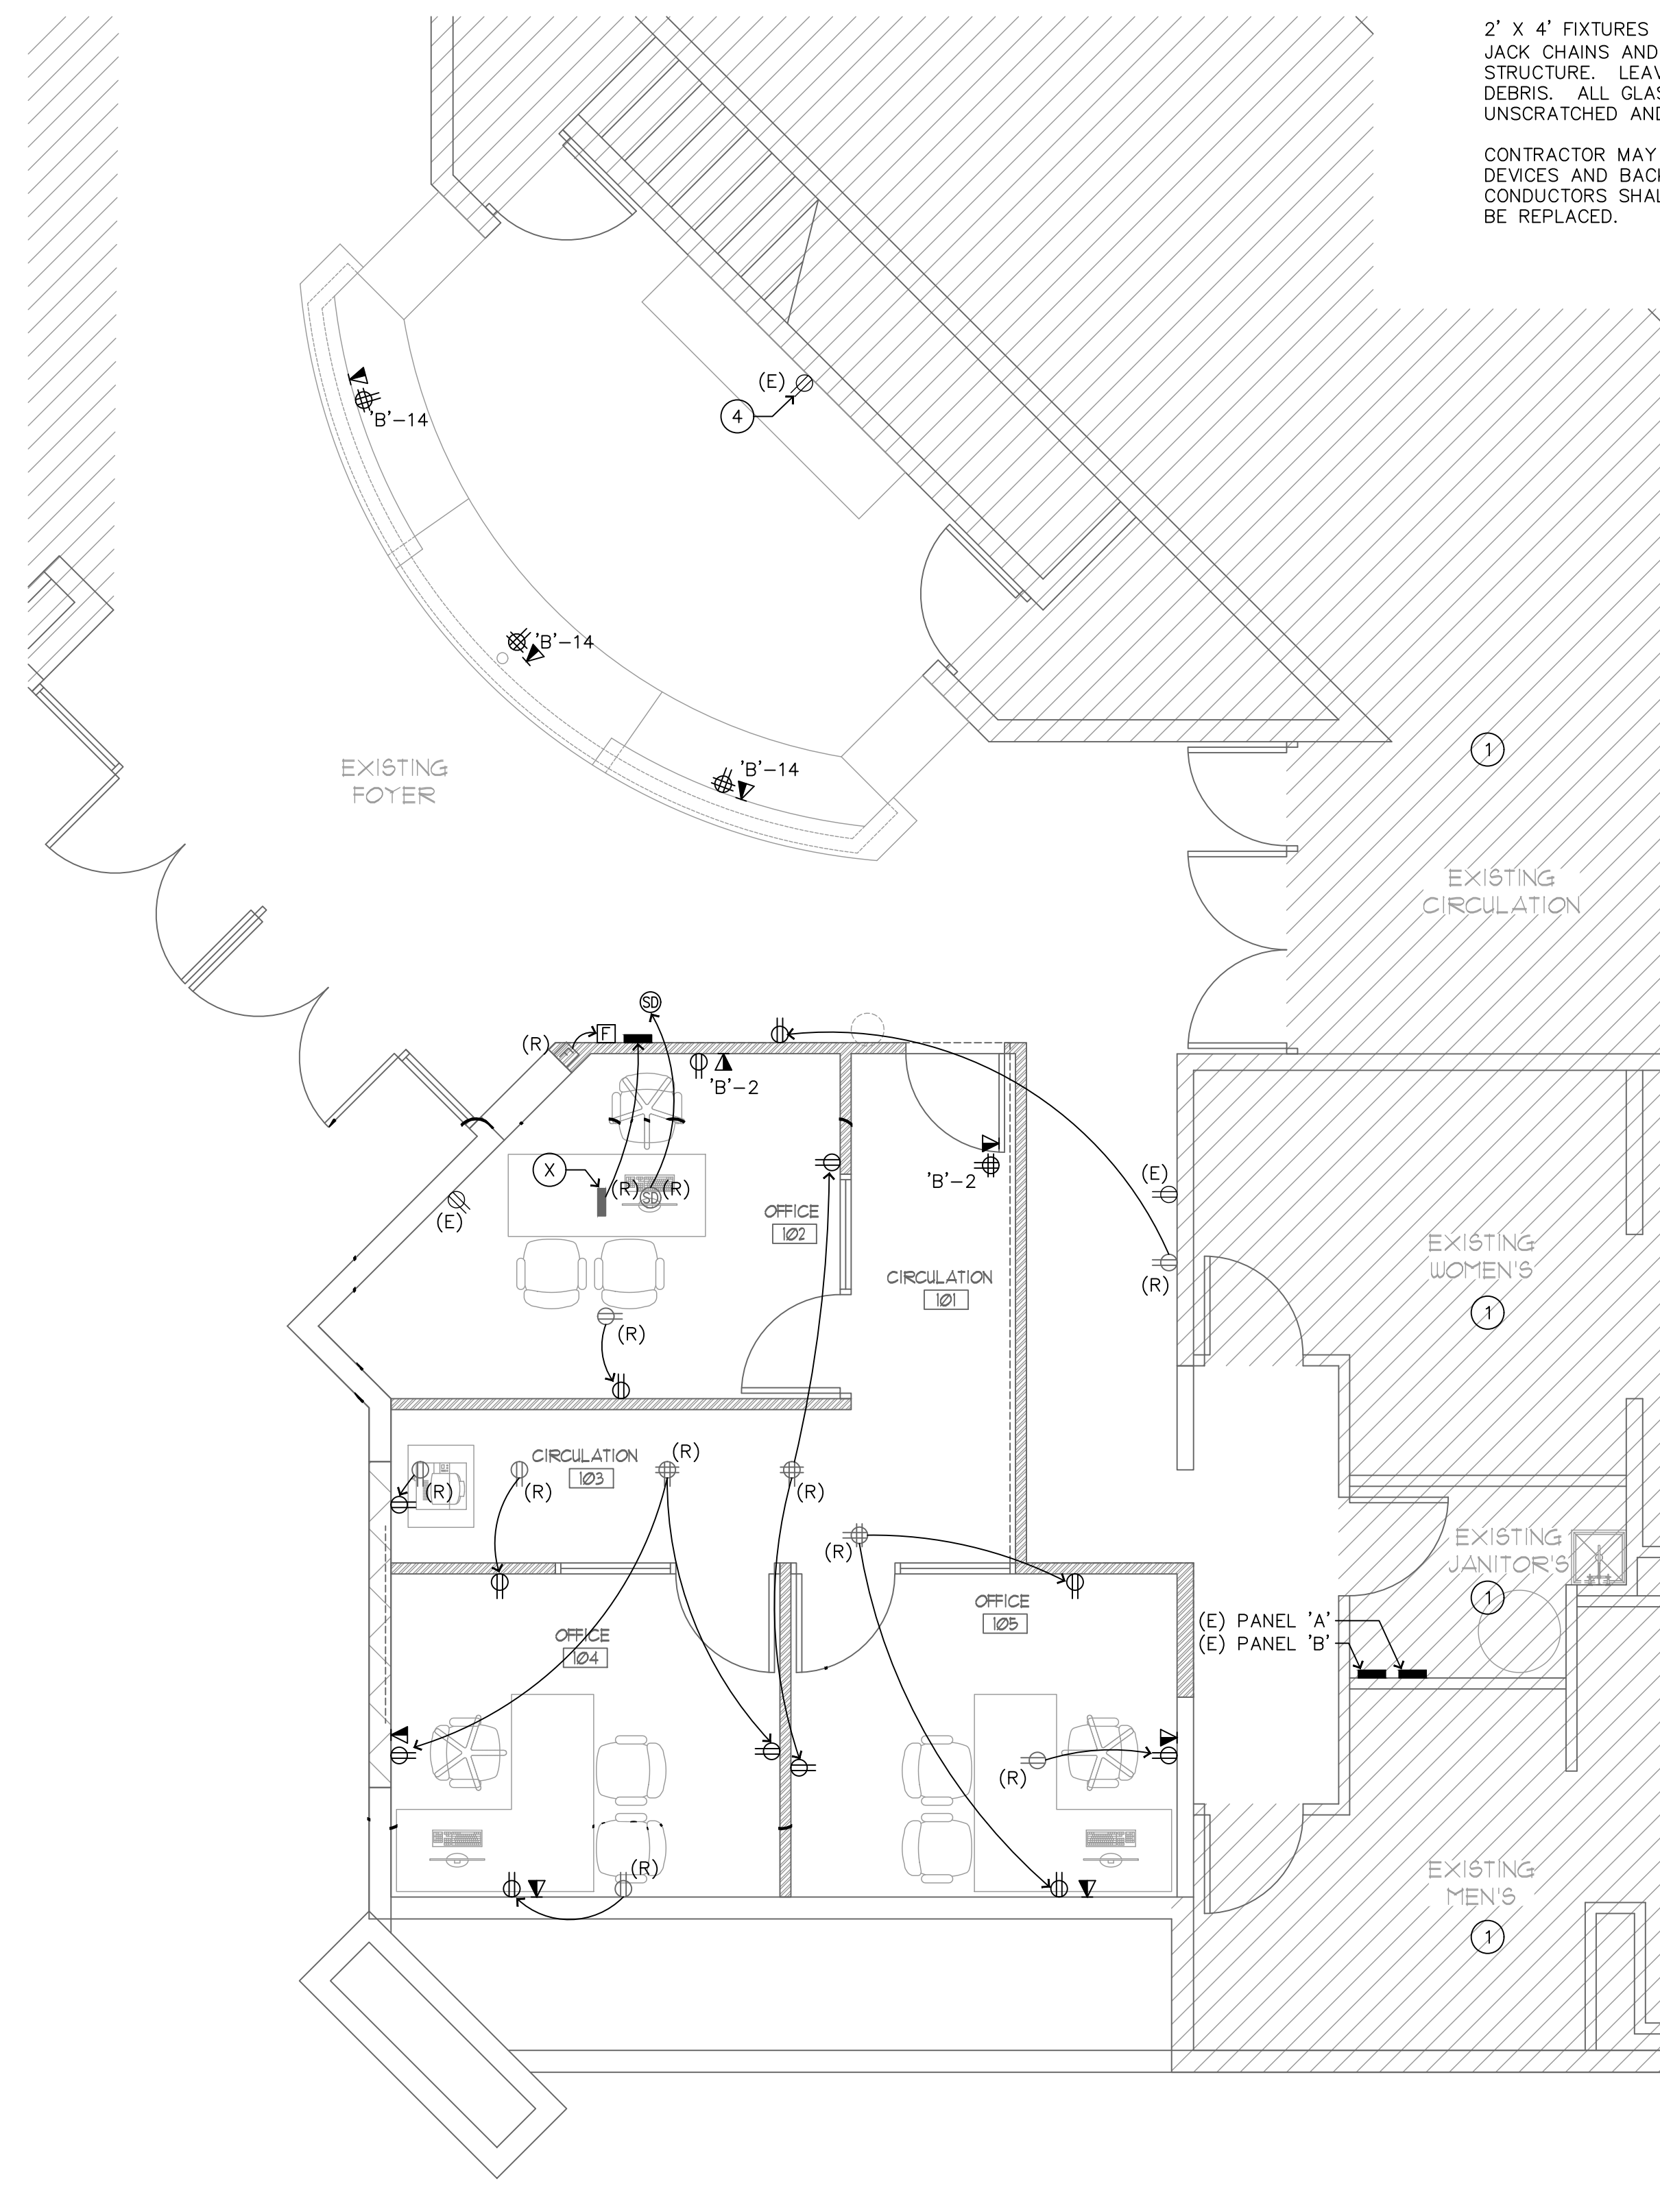 2' X 4' FIXTURES
JACK CHAINS AND
STRUCTURE. LEAV
DEBRIS. ALL GLAS
UNSCRATCHED AND
CONTRACTOR MAY
DEVICES AND BACK
CONDUCTORS SHAL
BE REPLACED.
(E)
4
'B'-14
'B'-14
'B'-14
EXISTING
FOYER
1
EXISTING
CIRCULATION
SD
(R)
F
F
'B'-2
'B'-2
X
(R)
SD
(R)
(E)
OFFICE
102
(E)
(R)
EXISTING
WOMEN'S
1
CIRCULATION
101
(R)
CIRCULATION
103
(R)
(R)
(R)
(R)
(R)
EXISTING
JANITOR'S
1
OFFICE
105
OFFICE
104
(E) PANEL 'A'
(E) PANEL 'B'
(R)
(R)
EXISTING
MEN'S
1